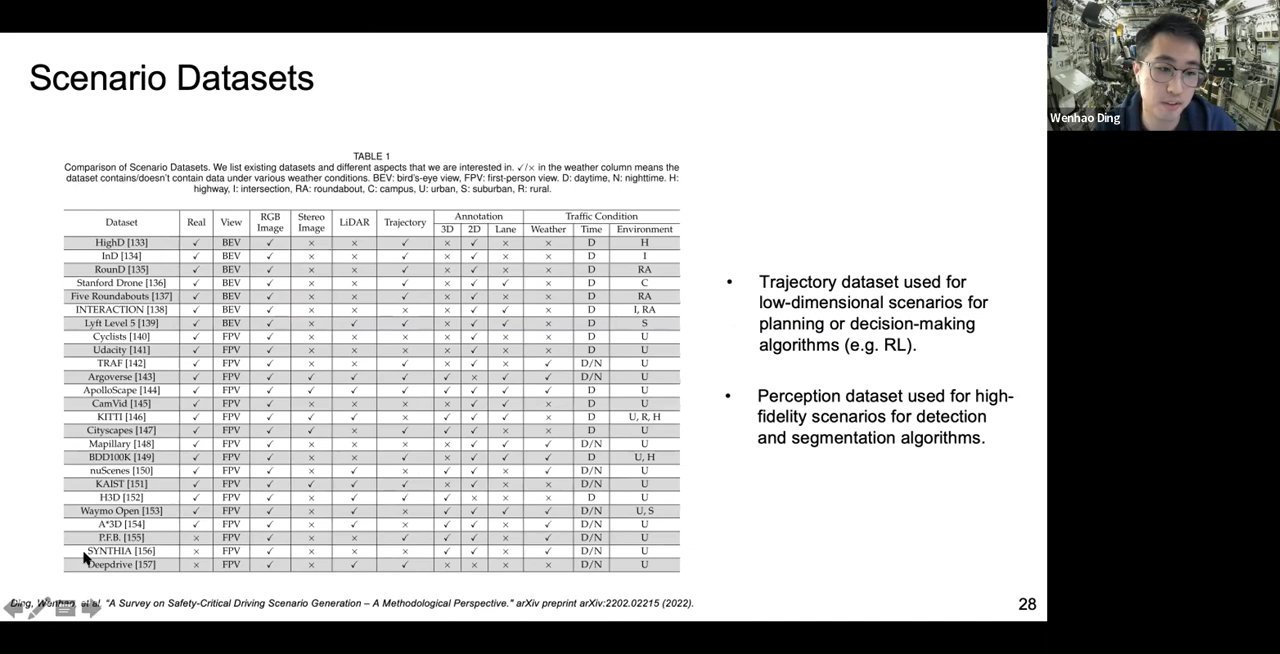 Scenario Datasets
TABLE 1
Comparison of Scenario Datasets. We list existing datasets and different aspects that we are interested in. ✓/× in the weather column means the
dataset contains/doesn't contain data under various weather conditions. BEV: bird's-eye view, FPV: first-person view. D: daytime, N: nighttime. H:
highway, I: intersection, RA: roundabout, C: campus, U: urban, S: suburban, R: rural.
Dataset Real View RGB Image Stereo Image LiDAR Trajectory Annotation Traffic Condition
3D 2D Lane Weather Time Environment
HighD [133] ✓ BEV ✓ × × ✓ × ✓ × × D H
InD [134] ✓ BEV ✓ × × ✓ × ✓ × × D I
RounD [135] ✓ BEV ✓ × × ✓ × ✓ × × D RA
Stanford Drone [136] ✓ BEV ✓ × × ✓ × ✓ ✓ × D C
Five Roundabouts [137] ✓ BEV ✓ × × ✓ × ✓ × × D RA
INTERACTION [138] ✓ BEV ✓ × × × × ✓ ✓ × D I, RA
Lyft Level 5 [139] ✓ BEV ✓ × ✓ ✓ × ✓ ✓ × D S
Cyclists [140] ✓ FPV ✓ × × × × ✓ × × D U
Udacity [141] ✓ FPV ✓ × × × × ✓ × × D U
TRAF [142] ✓ FPV ✓ × × ✓ × ✓ × ✓ D/N U
Argoverse [143] ✓ FPV ✓ ✓ ✓ ✓ ✓ × ✓ ✓ D/N U
ApolloScape [144] ✓ FPV ✓ ✓ ✓ ✓ ✓ ✓ ✓ ✓ D U
CamVid [145] ✓ FPV ✓ × × × × ✓ ✓ × D U
KITTI [146] ✓ FPV ✓ ✓ ✓ × ✓ ✓ ✓ × D U, R, H
Cityscapes [147] ✓ FPV ✓ ✓ × ✓ ✓ ✓ × × D U
Mapillary [148] ✓ FPV ✓ × × × × ✓ ✓ ✓ D/N U
BDD100K [149] ✓ FPV ✓ × × ✓ × ✓ ✓ ✓ D U, H
nuScenes [150] ✓ FPV ✓ × ✓ × ✓ ✓ × ✓ D/N U
KAIST [151] ✓ FPV ✓ ✓ ✓ ✓ × ✓ × × D/N U
H3D [152] ✓ FPV ✓ × ✓ ✓ ✓ × × × D U
Waymo Open [153] ✓ FPV ✓ × ✓ × ✓ ✓ ✓ ✓ D/N U, S
A*3D [154] ✓ FPV ✓ × ✓ × ✓ ✓ × ✓ D/N U
P.F.B. [155] × FPV ✓ × × ✓ ✓ ✓ × ✓ D/N U
SYNTHIA [156] × FPV ✓ × × × ✓ ✓ × ✓ D/N U
Deepdrive [157] × FPV ✓ × ✓ ✓ × × × × D/N U
• Trajectory dataset used for
low-dimensional scenarios for
planning or decision-making
algorithms (e.g. RL).
• Perception dataset used for high-
fidelity scenarios for detection
and segmentation algorithms.
Ding, Wenhao, et al. "A Survey on Safety-Critical Driving Scenario Generation – A Methodological Perspective." arXiv preprint arXiv:2202.02215 (2022).
28
Wenhao Ding